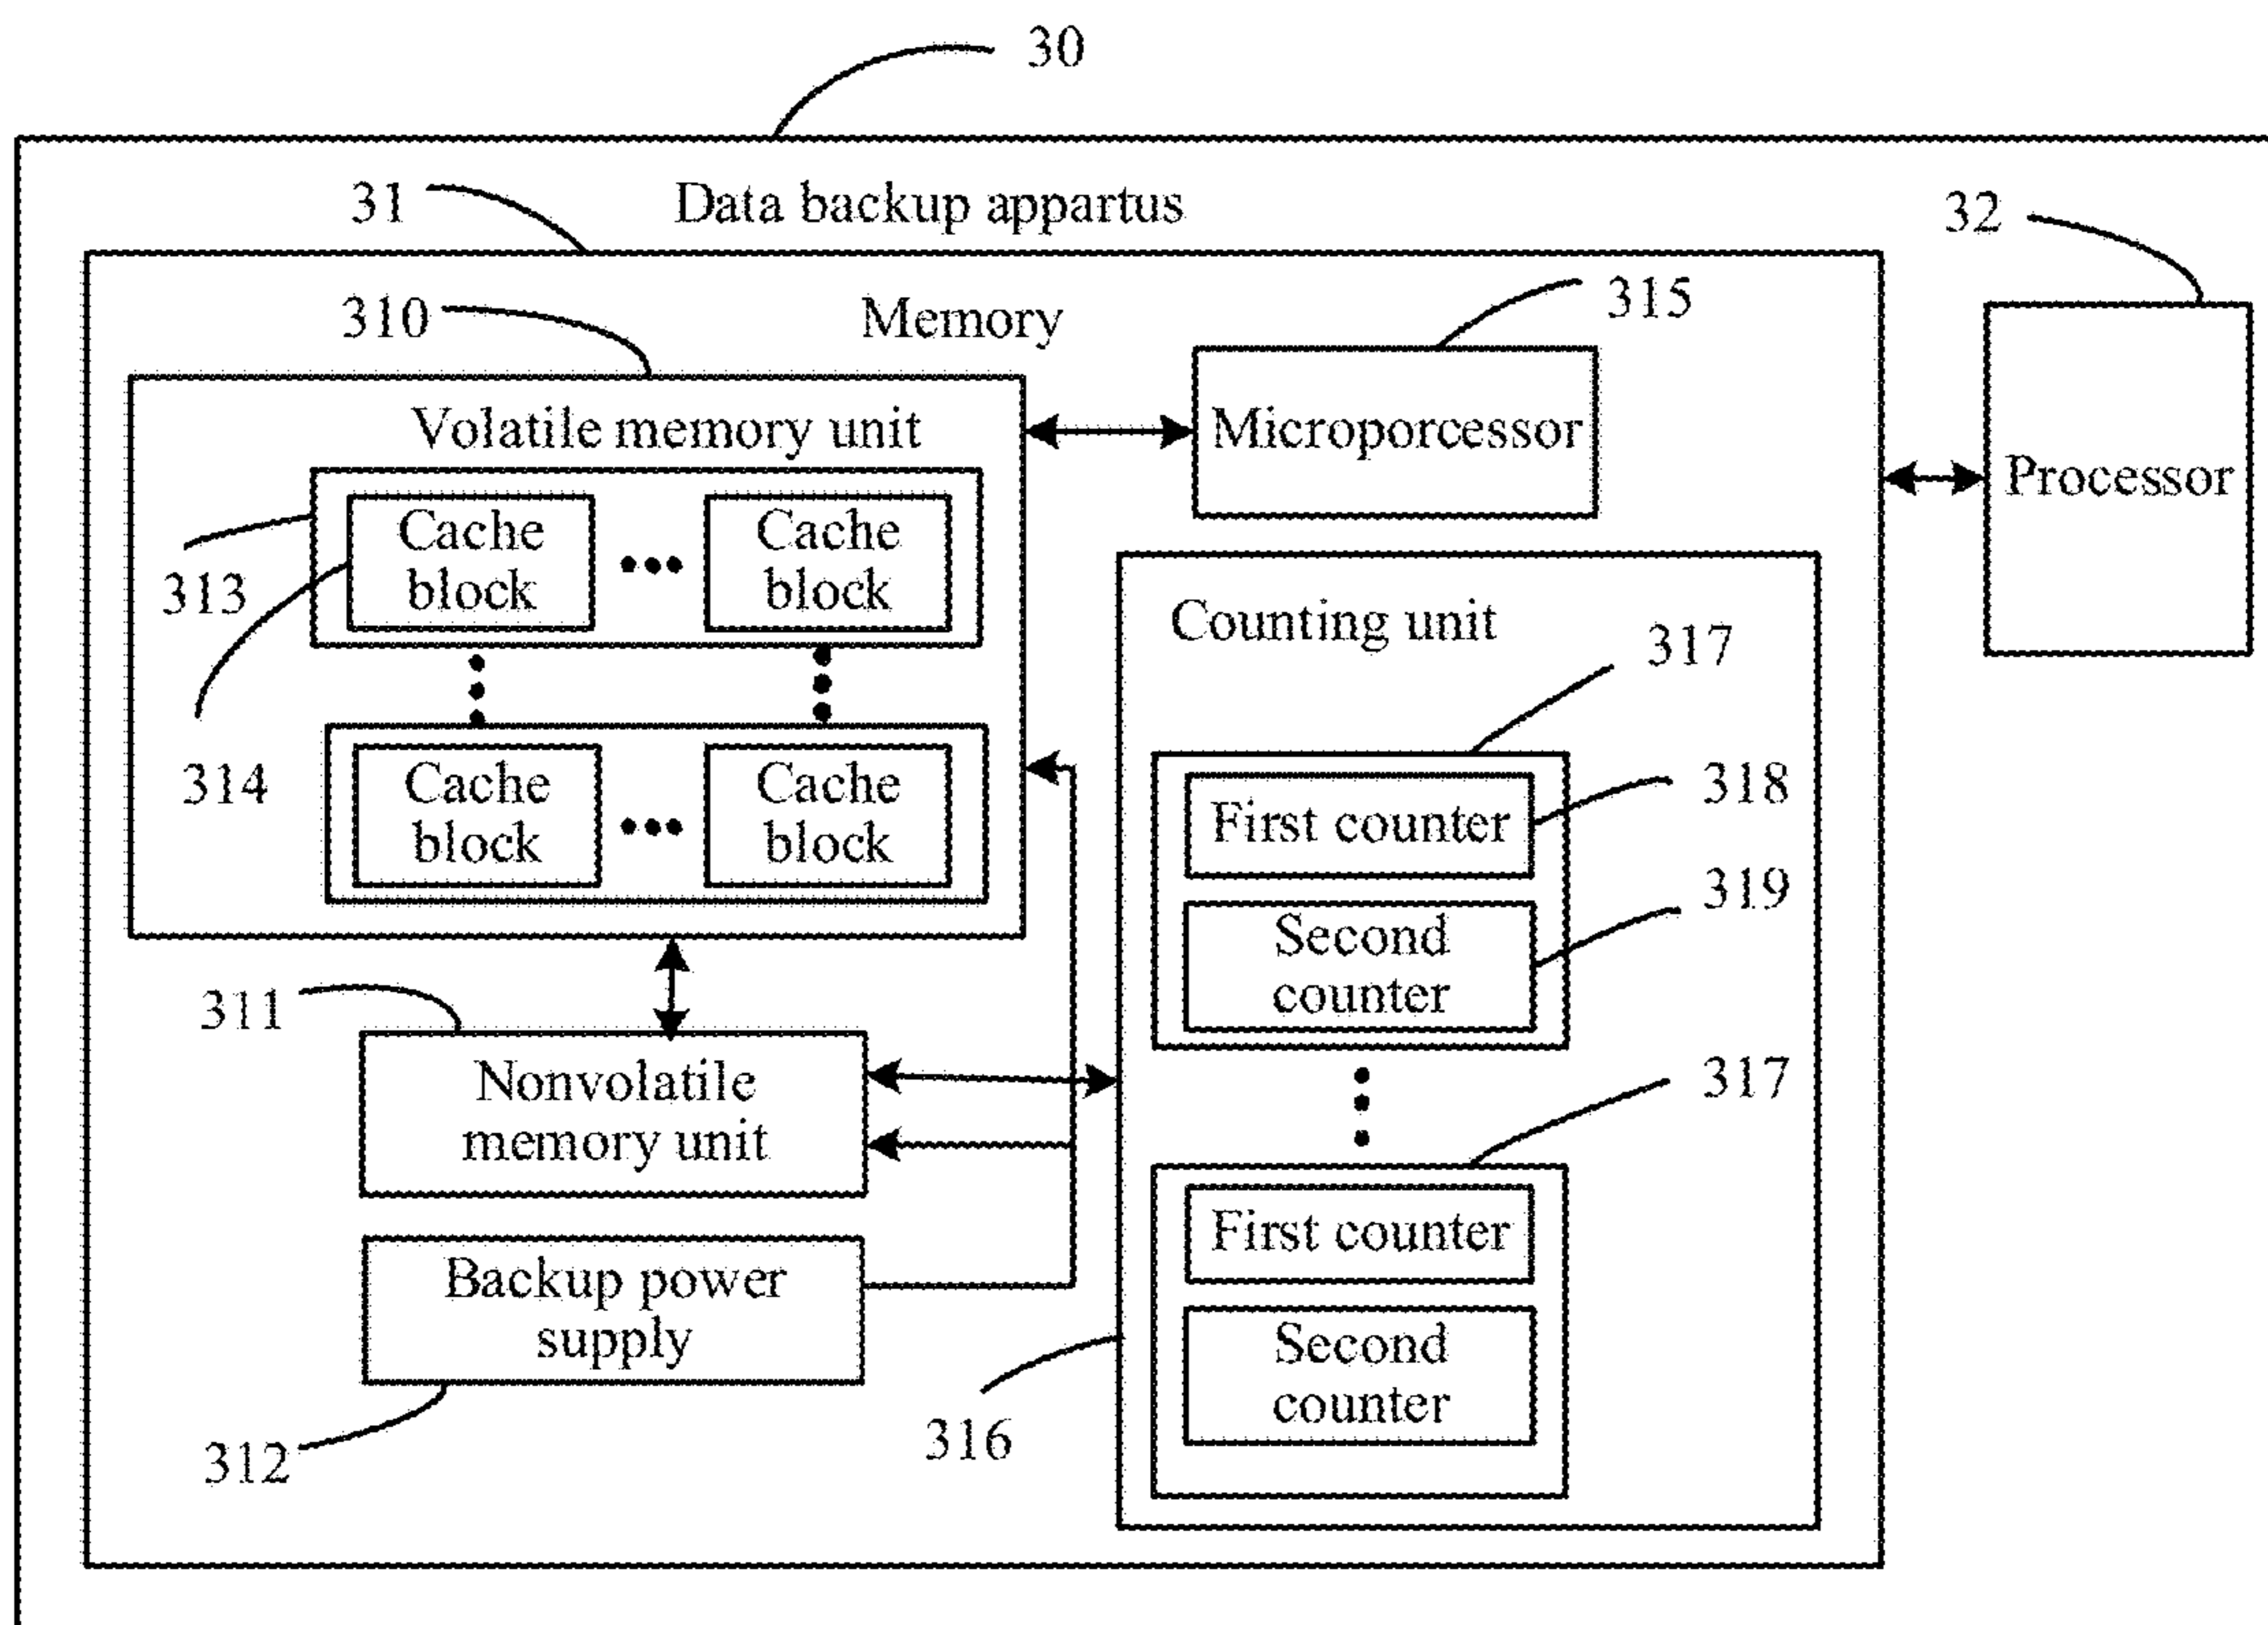 30
Data backup appartus
31
32
310
Memory
315
Volatile memory unit
Microporcessor
Processor
Cache
block
Cache
block
313
Counting unit
317
314
Cache
block
Cache
block
First counter
318
319
Second
counter
311
Nonvolatile
memory unit
317
First counter
Backup power
supply
Second
counter
316
312